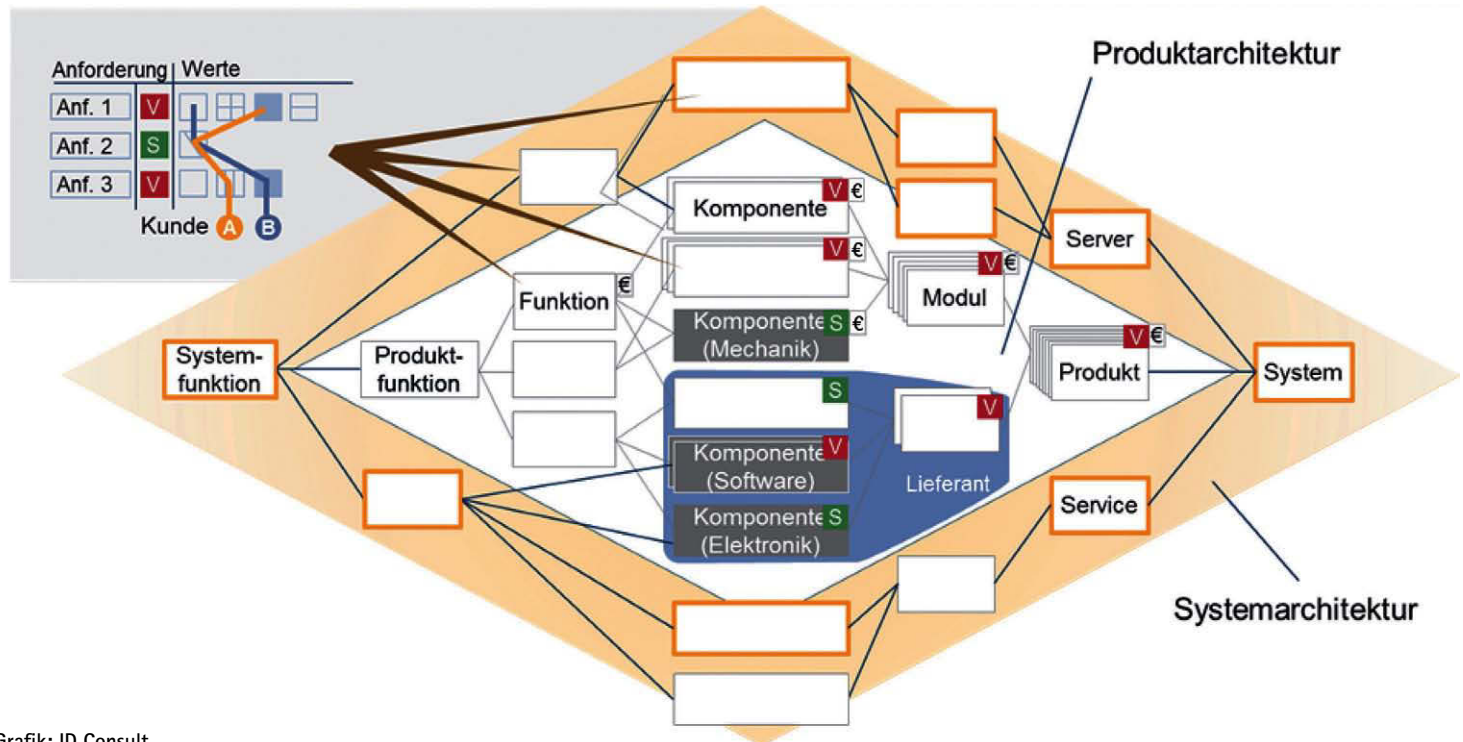 Anforderung Werte
Anf. 1 V
Anf. 2 S
Anf. 3 V
Kunde A B
Produktarchitektur
Komponente V €
V €
Funktion €
Modul V €
Komponente S €
(Mechanik)
Server
System-
funktion
Produkt-
funktion
Produkt V €
System
S
V
Komponente V
(Software)
Lieferant
Komponente S
(Elektronik)
Service
Systemarchitektur
Grafik: ID Consult